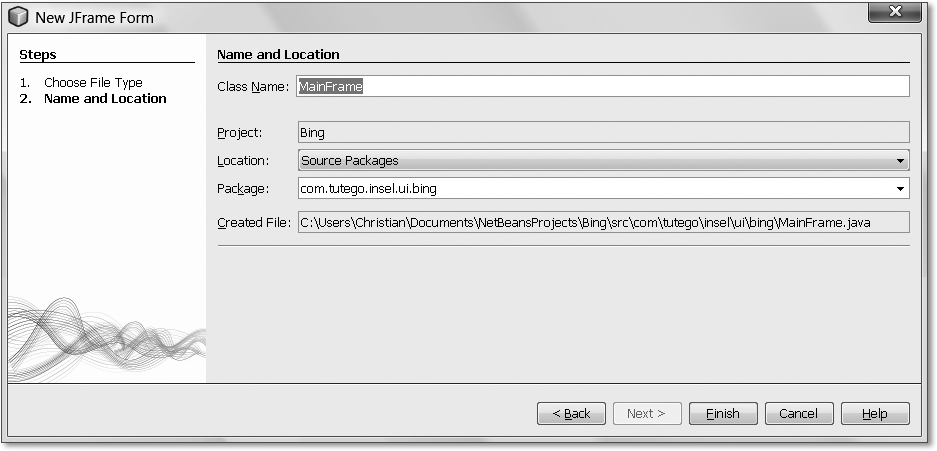 New JFrame Form
Steps
1. Choose File Type
2. Name and Location
Name and Location
Class Name: MainFrame
Project: Bing
Location: Source Packages
Package: com.tutego.insel.ui.bing
Created File: C:\Users\Christian\Documents\NetBeansProjects\Bing\src\com\tutego\insel\ui\bing\MainFrame.java
< Back Next > Finish Cancel Help